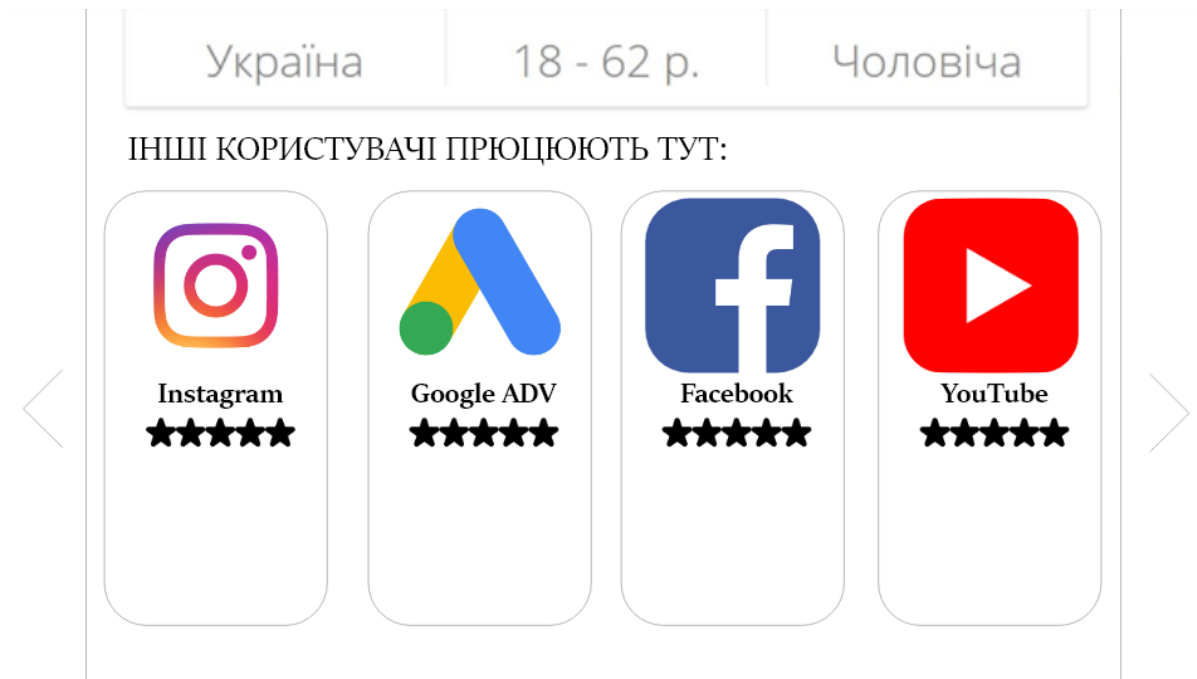 Україна 18 - 62 р. Чоловіча
ІНШІ КОРИСТУВАЧІ ПРЮЦЮЮТЬ ТУТ:
Instagram Google ADV Facebook YouTube